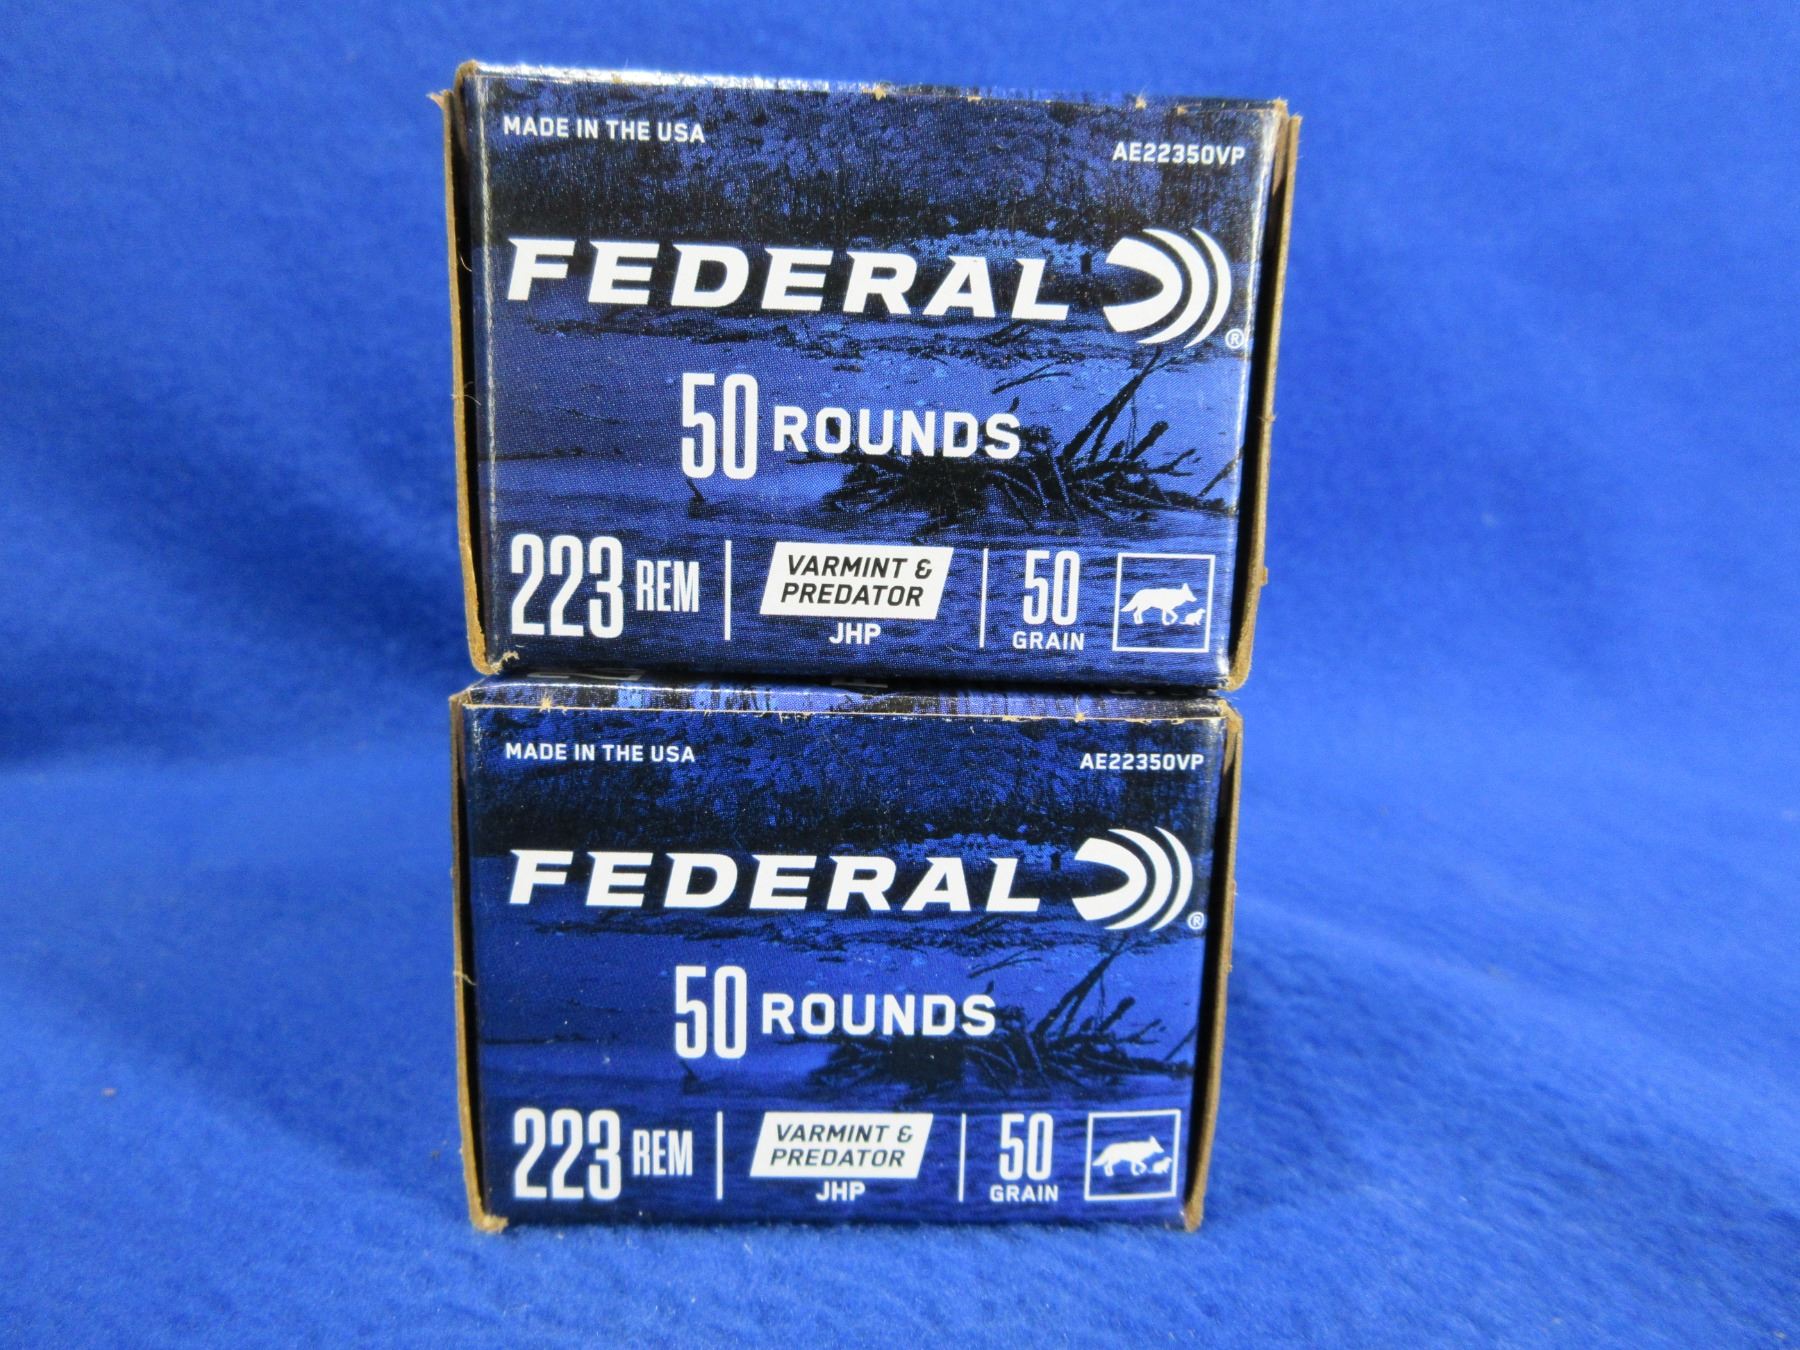 MADE IN THE USA
AE22350VP
FEDERAL ®
50 ROUNDS
223 REM
VARMINT &
PREDATOR
JHP
50
GRAIN
MADE IN THE USA
AE22350VP
FEDERAL ®
50 ROUNDS
223 REM
VARMINT &
PREDATOR
JHP
50
GRAIN